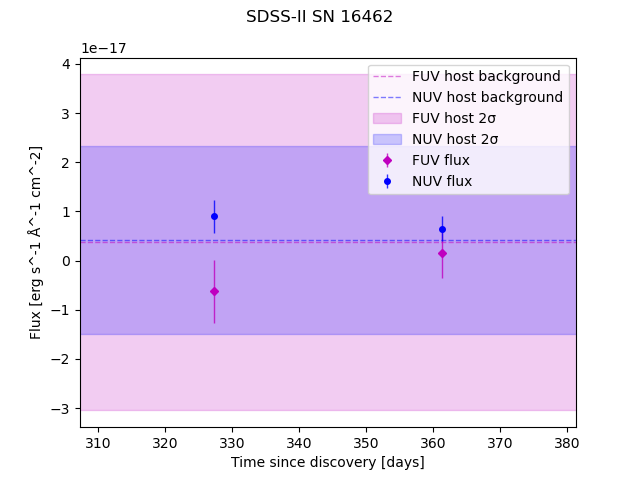 SDSS-II SN 16462
1e−17
FUV host background
NUV host background
FUV host 2σ
NUV host 2σ
FUV flux
NUV flux
4
3
2
1
0
−1
−2
−3
Flux [erg s^-1 Å^-1 cm^-2]
310 320 330 340 350 360 370 380
Time since discovery [days]